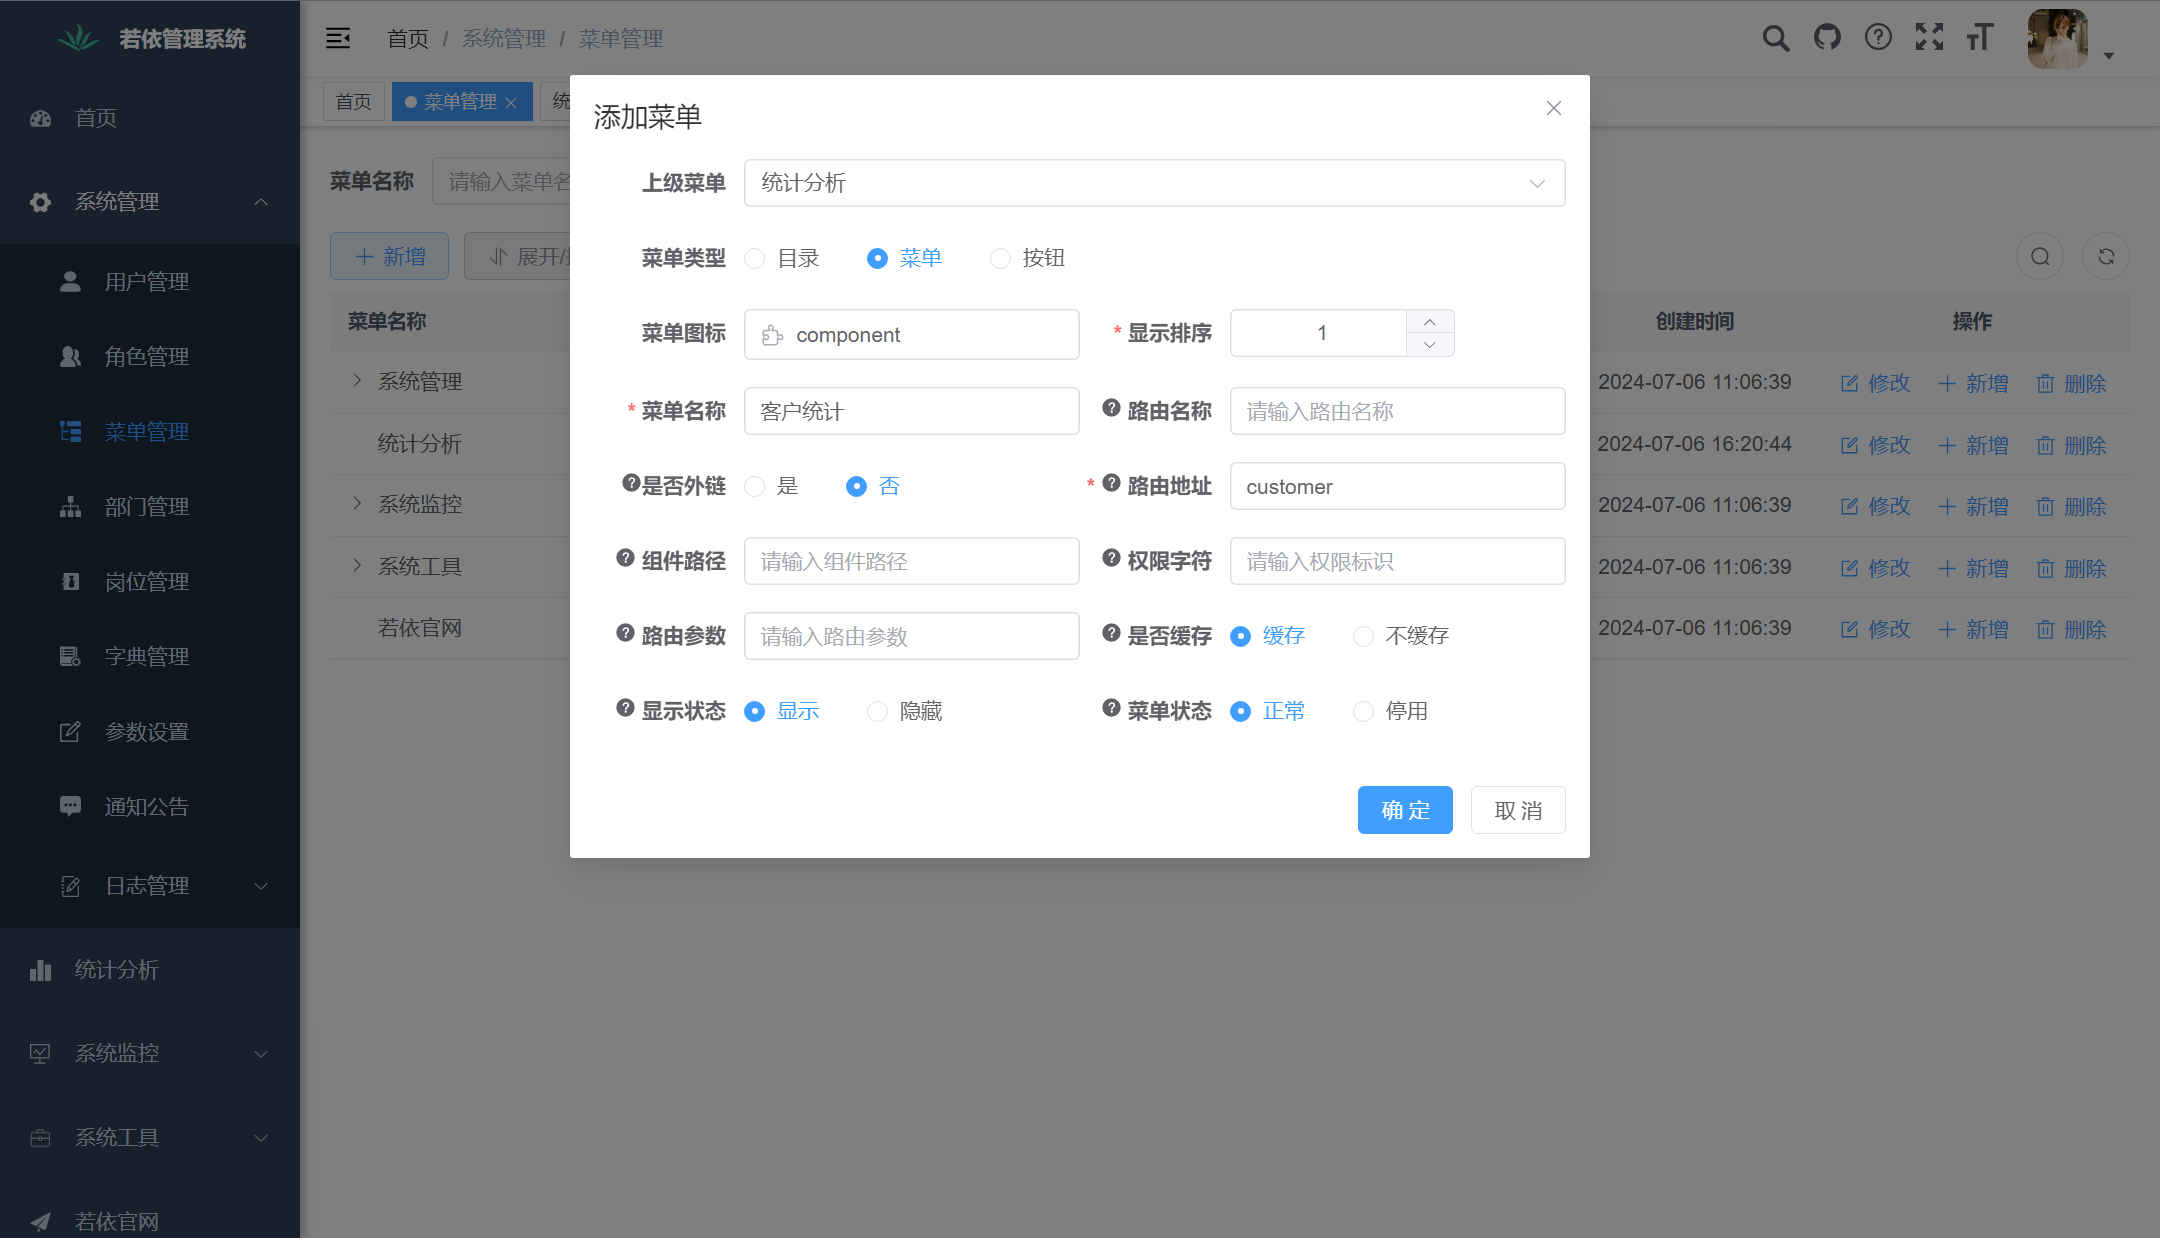 若依管理系统
首页 / 系统管理 / 菜单管理
首页
菜单管理
统
首页
系统管理
用户管理
角色管理
菜单管理
部门管理
岗位管理
字典管理
参数设置
通知公告
日志管理
统计分析
系统监控
系统工具
若依官网
菜单名称 请输入菜单名
新增 展开/
菜单名称 创建时间 操作
系统管理 2024-07-06 11:06:39 修改 新增 删除
统计分析 2024-07-06 16:20:44 修改 新增 删除
系统监控 2024-07-06 11:06:39 修改 新增 删除
系统工具 2024-07-06 11:06:39 修改 新增 删除
若依官网 2024-07-06 11:06:39 修改 新增 删除
添加菜单
上级菜单 统计分析
菜单类型 目录 菜单 按钮
菜单图标 component * 显示排序 1
* 菜单名称 客户统计 路由名称 请输入路由名称
是否外链 是 否 * 路由地址 customer
组件路径 请输入组件路径 权限字符 请输入权限标识
路由参数 请输入路由参数 是否缓存 缓存 不缓存
显示状态 显示 隐藏 菜单状态 正常 停用
确 定 取 消